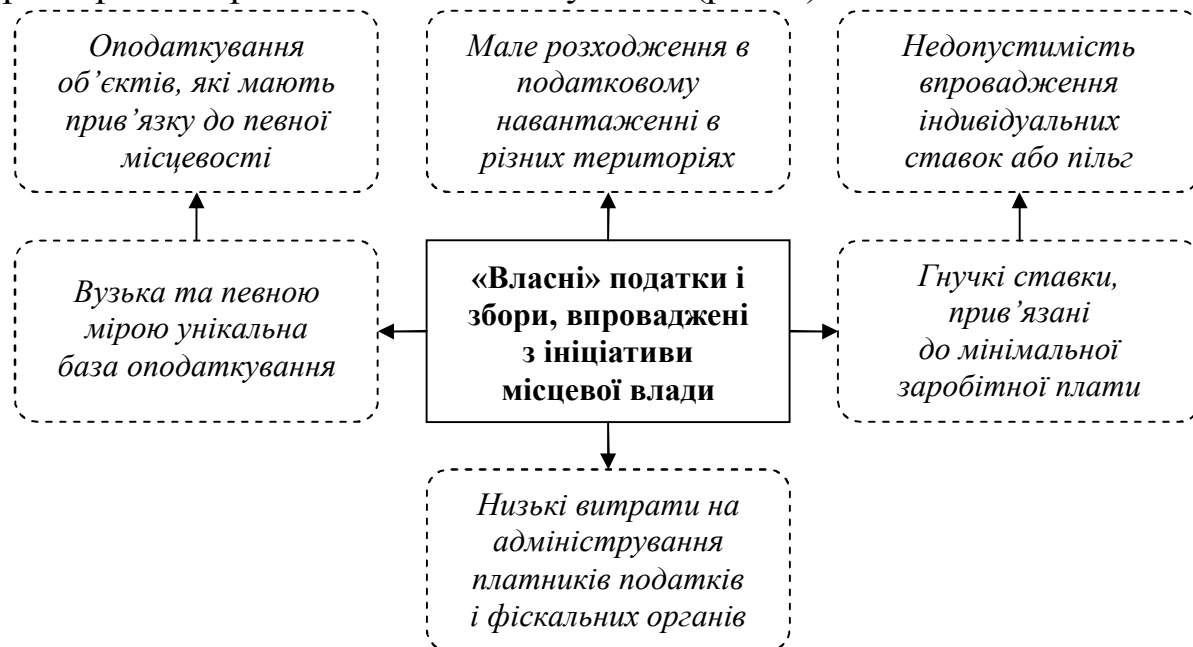 Оподаткування
об’єктів, які мають
прив’язку до певної
місцевості
Мале розходження в
податковому
навантаженні в
різних територіях
Недопустимість
впровадження
індивідуальних
ставок або пільг
Вузька та певною
мірою унікальна
база оподаткування
«Власні» податки і
збори, впроваджені
з ініціативи
місцевої влади
Гнучкі ставки,
прив’язані
до мінімальної
заробітної плати
Низькі витрати на
адміністрування
платників податків
і фіскальних органів